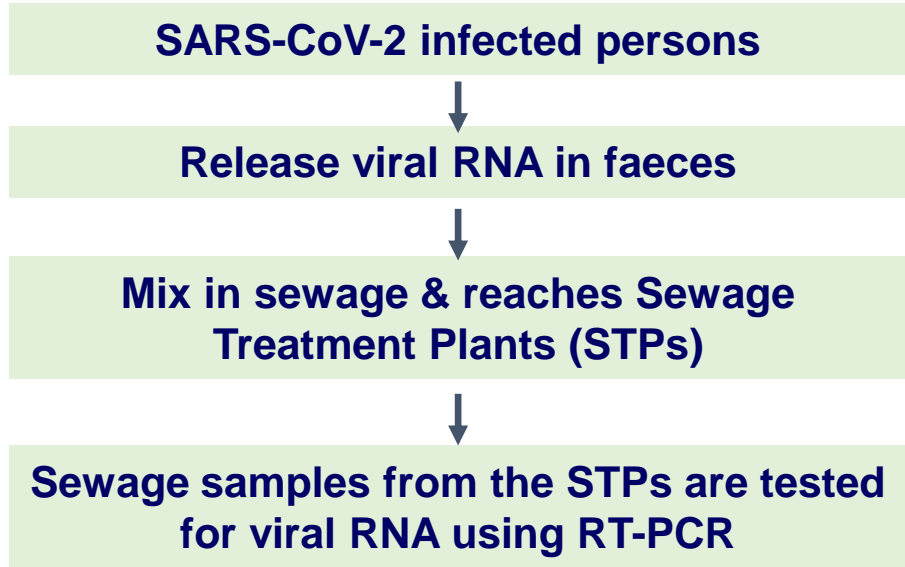 SARS-CoV-2 infected persons
Release viral RNA in faeces
Mix in sewage & reaches Sewage
Treatment Plants (STPs)
Sewage samples from the STPs are tested
for viral RNA using RT-PCR